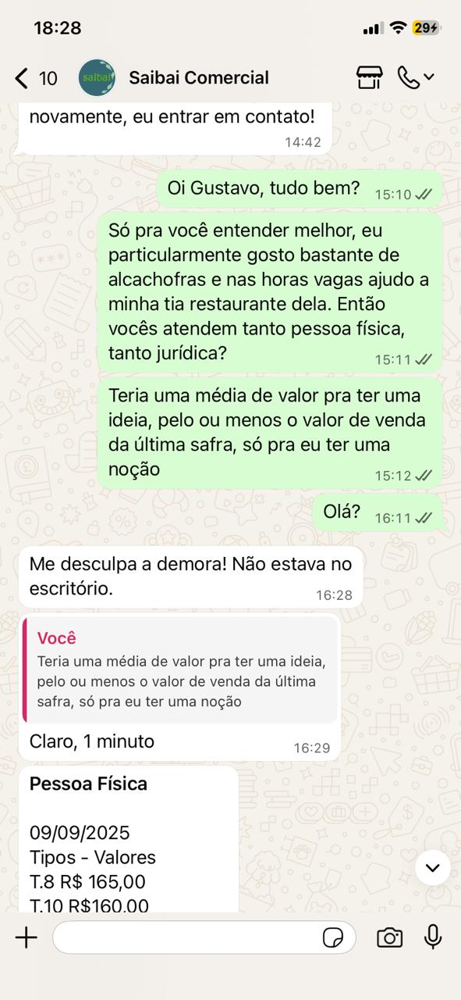 18:28
29
10
saibai
Saibai Comercial
novamente, eu entrar em contato!
14:42
Oi Gustavo, tudo bem?
15:10
Só pra você entender melhor, eu
particularmente gosto bastante de
alcachofras e nas horas vagas ajudo a
minha tia restaurante dela. Então
vocês atendem tanto pessoa física,
tanto jurídica?
15:11
Teria uma média de valor pra ter uma
ideia, pelo ou menos o valor de venda
da última safra, só pra eu ter uma
noção
15:12
Olá?
16:11
Me desculpa a demora! Não estava no
escritório.
16:28
Você
Teria uma média de valor pra ter uma ideia,
pelo ou menos o valor de venda da última
safra, só pra eu ter uma noção
Claro, 1 minuto
16:29
Pessoa Física
09/09/2025
Tipos - Valores
T.8 R$ 165,00
T.10 R$160,00